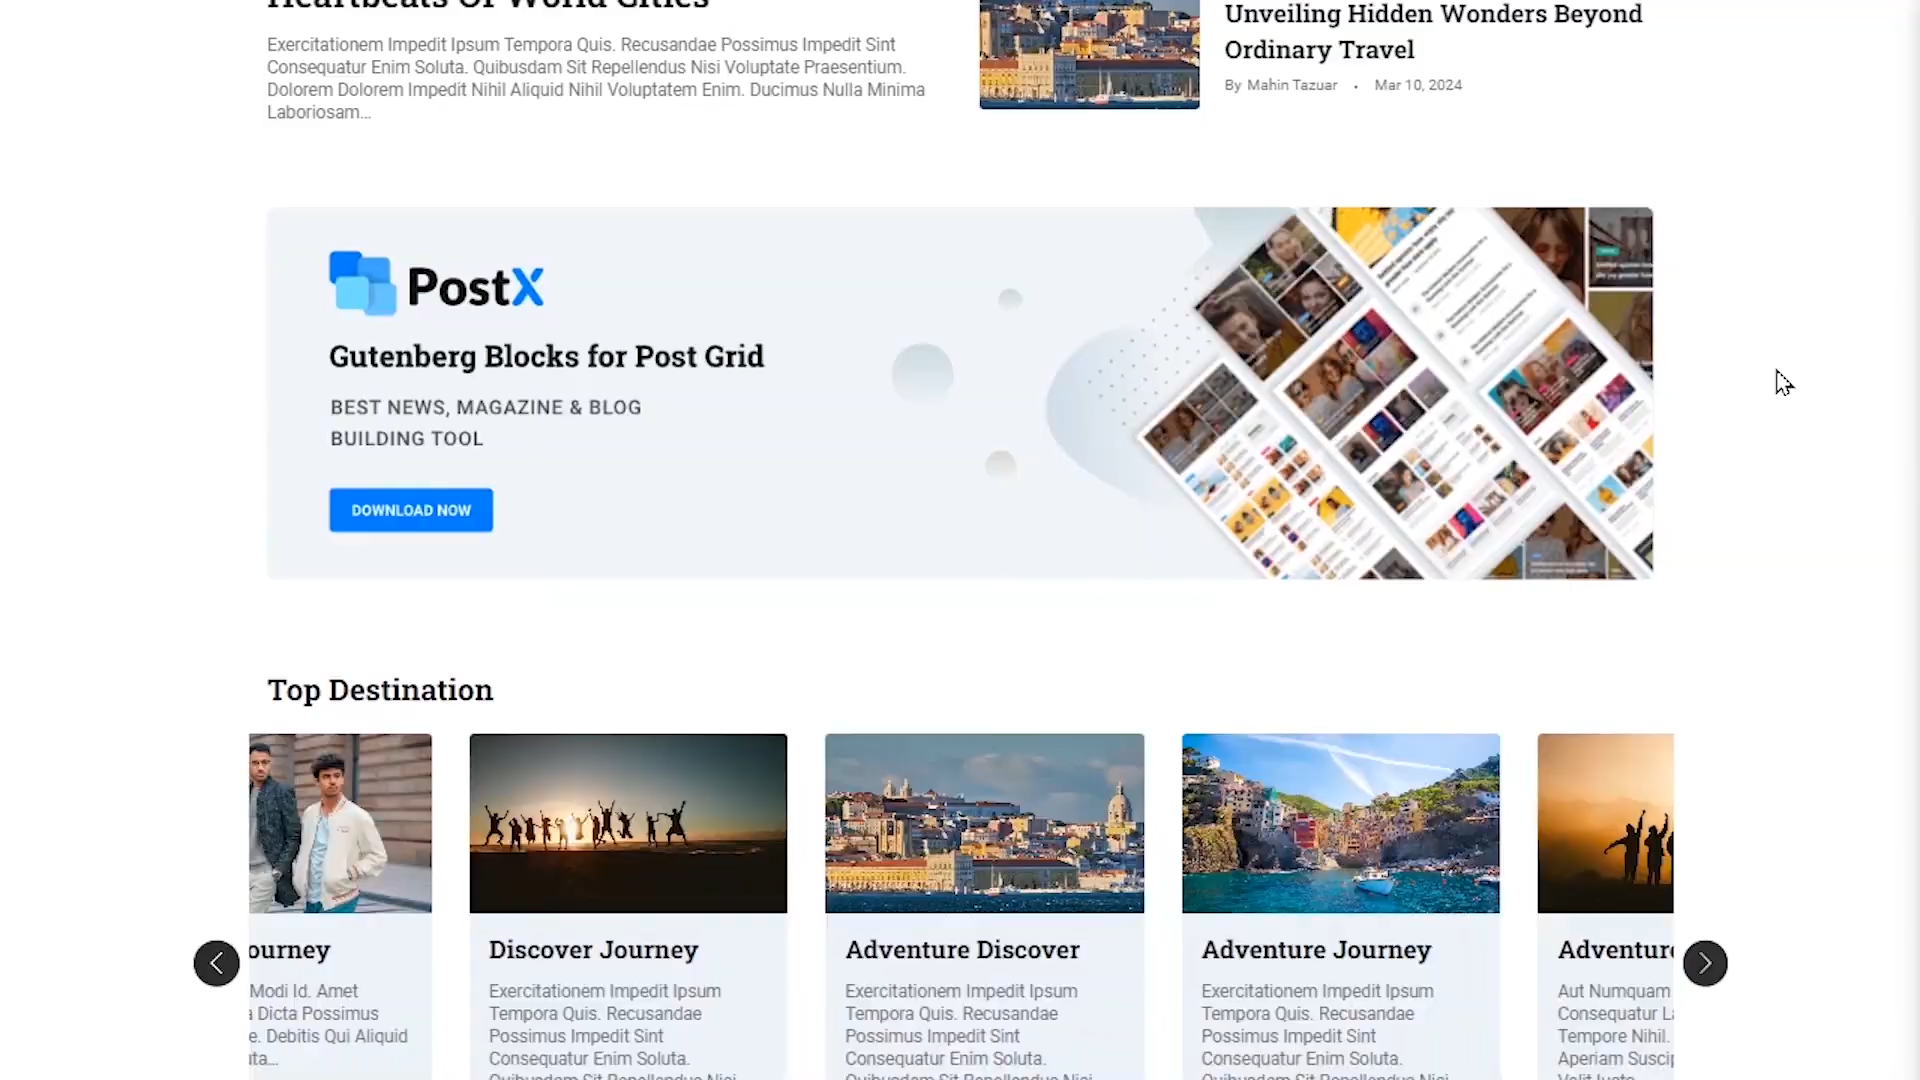 Heartbeats Of World Cities
Exercitationem Impedit Ipsum Tempora Quis. Recusandae Possimus Impedit Sint
Consequatur Enim Soluta. Quibusdam Sit Repellendus Nisi Voluptate Praesentium.
Dolorem Dolorem Impedit Nihil Aliquid Nihil Voluptatem Enim. Ducimus Nulla Minima
Laboriosam...
Unveiling Hidden Wonders Beyond
Ordinary Travel
By Mahin Tazuar • Mar 10, 2024
PostX
Gutenberg Blocks for Post Grid
BEST NEWS, MAGAZINE & BLOG
BUILDING TOOL
DOWNLOAD NOW
Top Destination
ourney
Modi Id. Amet
Dicta Possimus
e. Debitis Qui Aliquid
ta...
Discover Journey
Exercitationem Impedit Ipsum
Tempora Quis. Recusandae
Possimus Impedit Sint
Consequatur Enim Soluta.
Quibusdam Sit Repellendus Nisi
Adventure Discover
Exercitationem Impedit Ipsum
Tempora Quis. Recusandae
Possimus Impedit Sint
Consequatur Enim Soluta.
Quibusdam Sit Repellendus Nisi
Adventure Journey
Exercitationem Impedit Ipsum
Tempora Quis. Recusandae
Possimus Impedit Sint
Consequatur Enim Soluta.
Quibusdam Sit Repellendus Nisi
Adventure
Aut Numquam
Consequatur La
Tempore Nihil.
Aperiam Suscip
Velit Iusto